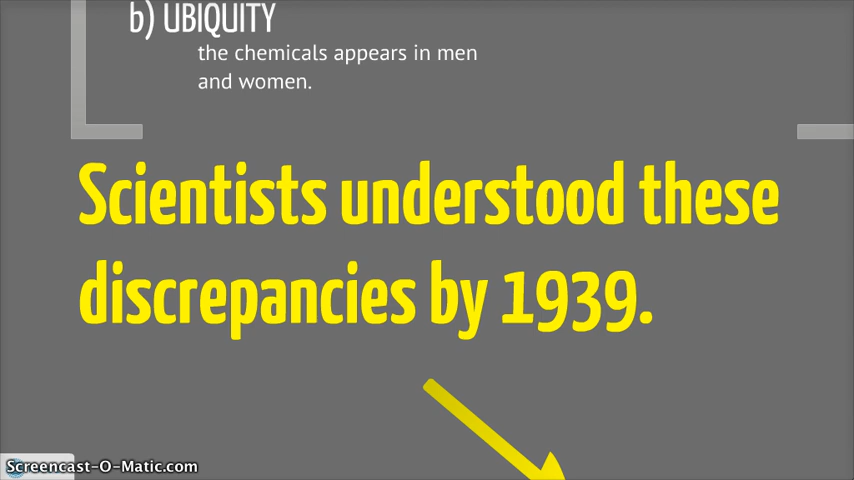 b) UBIQUITY
the chemicals appears in men
and women.
Scientists understood these
discrepancies by 1939.
Screencast-O-Matic.com